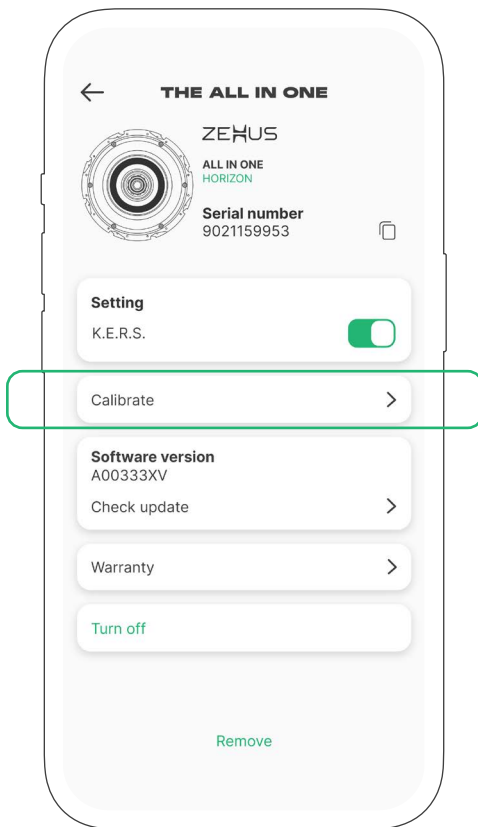 THE ALL IN ONE
ZEHUS
ALL IN ONE
HORIZON
Serial number
9021159953
Setting
K.E.R.S.
Calibrate
Software version
A00333XV
Check update
Warranty
Turn off
Remove